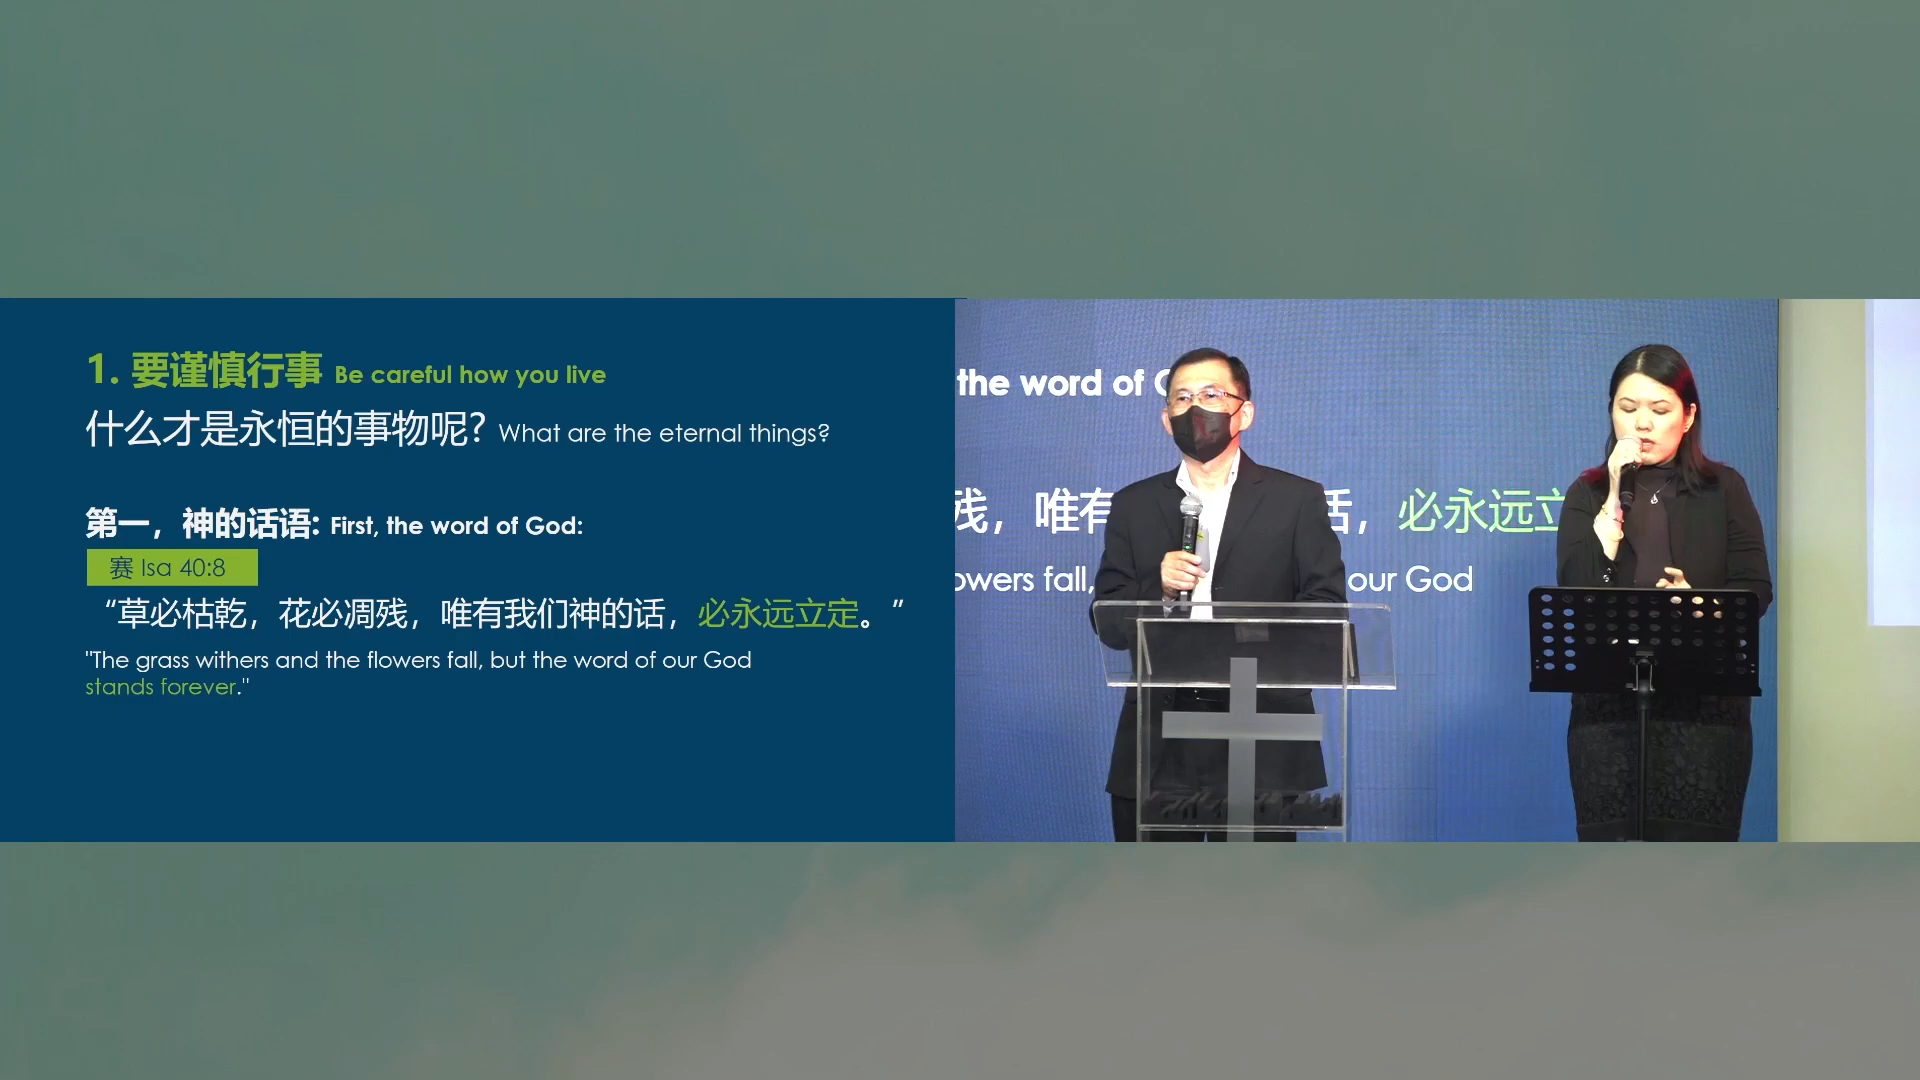 1. 要谨慎行事 Be careful how you live
什么才是永恒的事物呢? What are the eternal things?
第一，神的话语: First, the word of God:
赛 Isa 40:8
“草必枯乾，花必凋残，唯有我们神的话，必永远立定。”
"The grass withers and the flowers fall, but the word of our God
stands forever."
the word of
残，唯有 话，必永远立
owers fall, our God